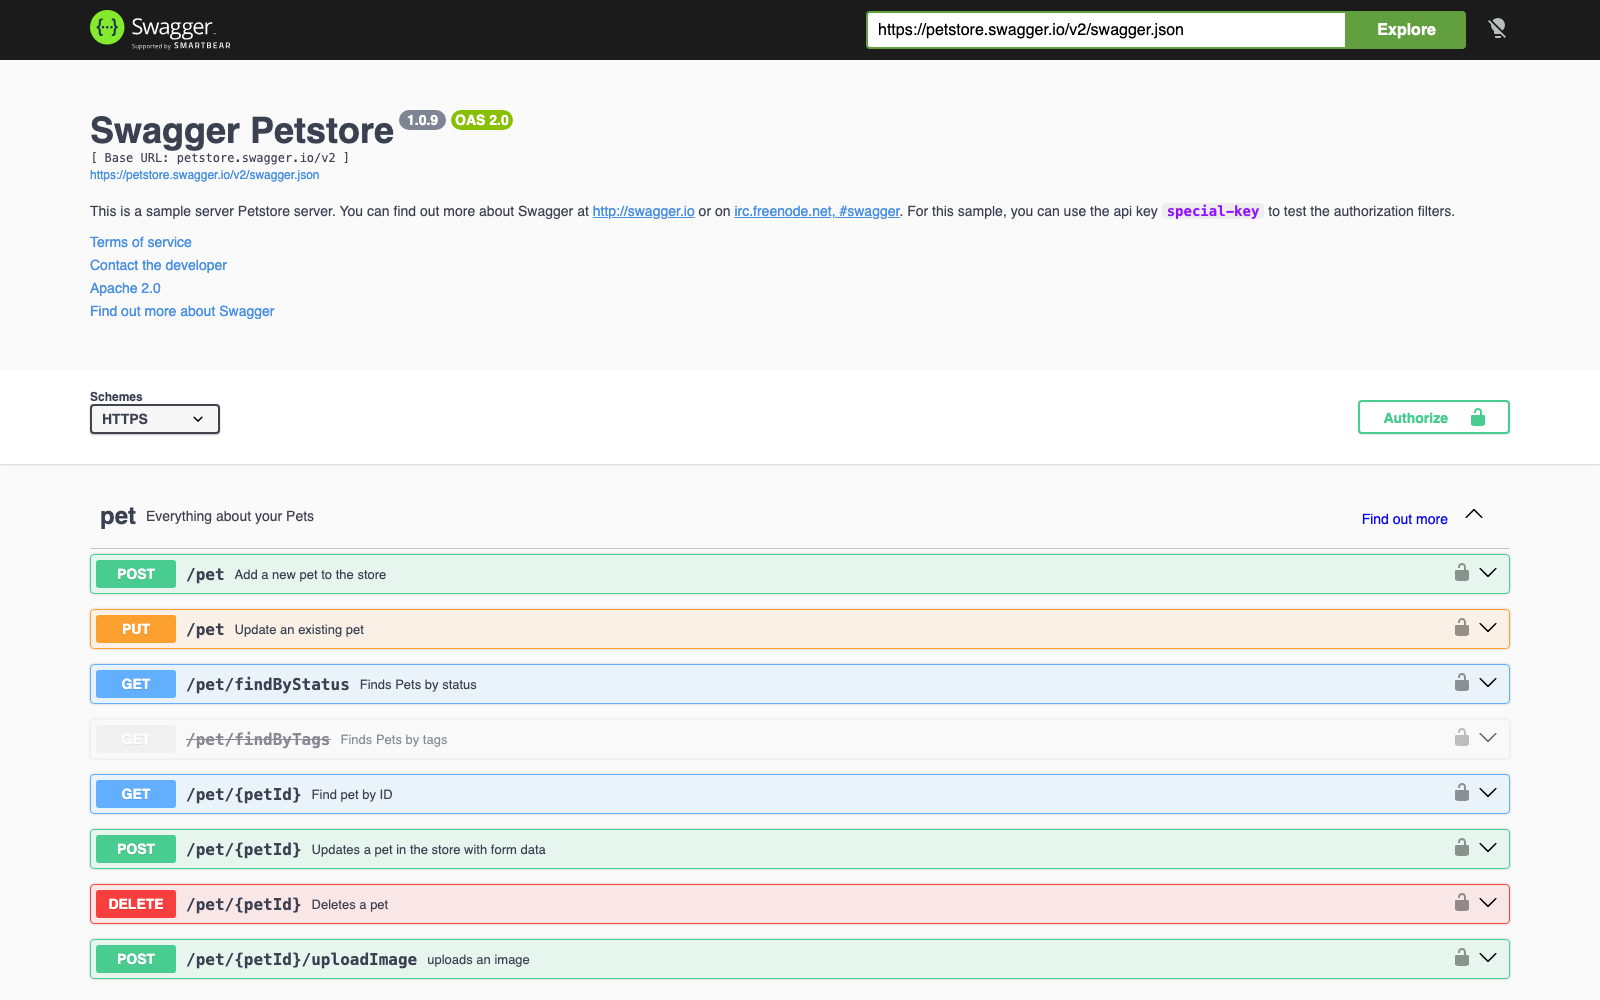 {···} Swagger.
Supported by SMARTBEAR
https://petstore.swagger.io/v2/swagger.json
Explore
Swagger Petstore 1.0.9 OAS 2.0
[ Base URL: petstore.swagger.io/v2 ]
https://petstore.swagger.io/v2/swagger.json
This is a sample server Petstore server. You can find out more about Swagger at http://swagger.io or on irc.freenode.net, #swagger. For this sample, you can use the api key special-key to test the authorization filters.
Terms of service
Contact the developer
Apache 2.0
Find out more about Swagger
Schemes
HTTPS
Authorize
pet Everything about your Pets
Find out more
POST /pet Add a new pet to the store
PUT /pet Update an existing pet
GET /pet/findByStatus Finds Pets by status
GET /pet/findByTags Finds Pets by tags
GET /pet/{petId} Find pet by ID
POST /pet/{petId} Updates a pet in the store with form data
DELETE /pet/{petId} Deletes a pet
POST /pet/{petId}/uploadImage uploads an image